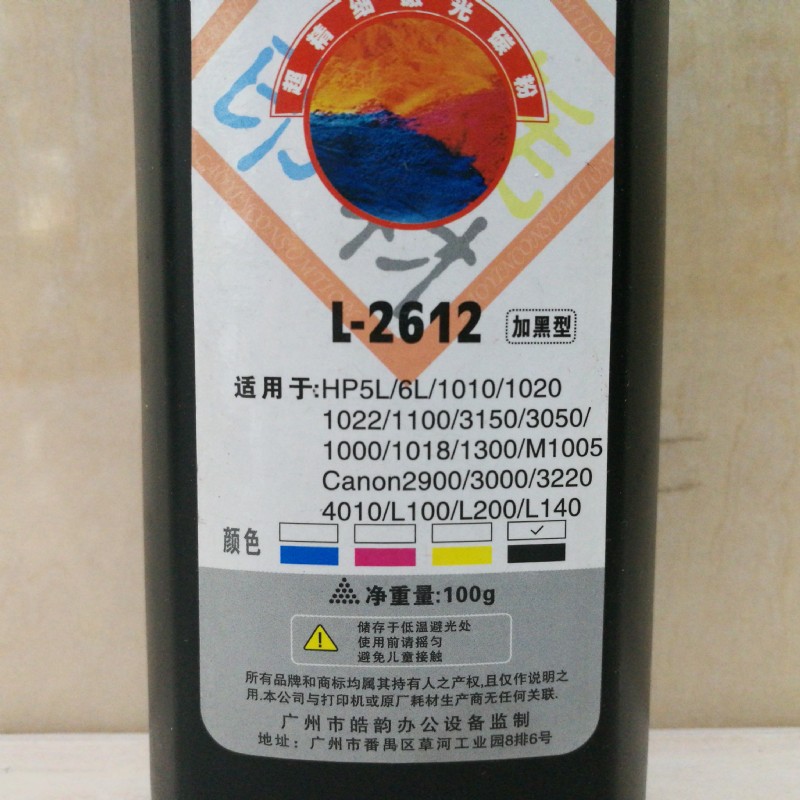 超精细激光碳粉
L-2612 加黑型
适用于:HP5L/6L/1010/1020
1022/1100/3150/3050/
1000/1018/1300/M1005
Canon2900/3000/3220
4010/L100/L200/L140
颜色
净重量:100g
储存于低温避光处
使用前请摇匀
避免儿童接触
所有品牌和商标均属其持有人之产权,且仅作说明之
用.本公司与打印机或原厂耗材生产商无任何关联.
广州市皓韵办公设备监制
地址：广州市番禺区草河工业园8排6号